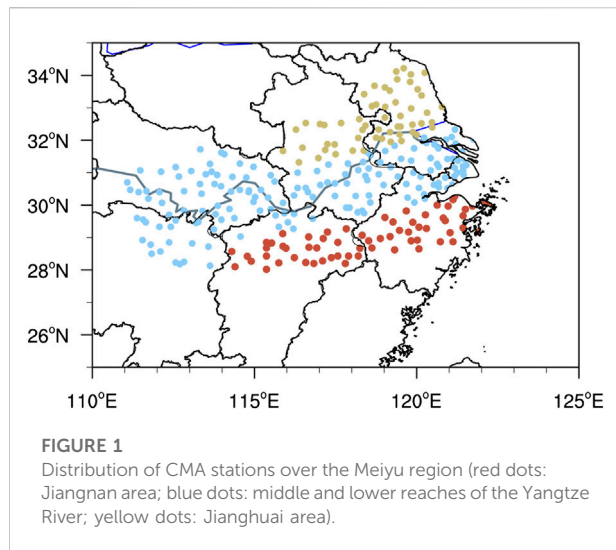 34°N
32°N
30°N
28°N
26°N
110°E 115°E 120°E 125°E
FIGURE 1
Distribution of CMA stations over the Meiyu region (red dots:
Jiangnan area; blue dots: middle and lower reaches of the Yangtze
River; yellow dots: Jianghuai area).